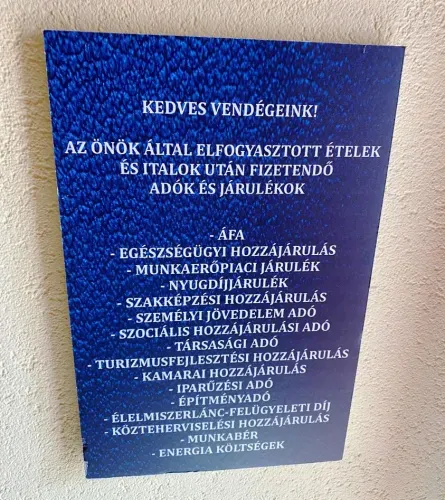 KEDVES VENDÉGEINK!
AZ ÖNÖK ÁLTAL ELFOGYASZTOTT ÉTELEK
ÉS ITALOK UTÁN FIZETENDŐ
ADÓK ÉS JÁRULÉKOK
- ÁFA
- EGÉSZSÉGÜGYI HOZZÁJÁRULÁS
- MUNKAERŐPIACI JÁRULÉK
- NYUGDÍJJÁRULÉK
- SZAKKÉPZÉSI HOZZÁJÁRULÁS
- SZEMÉLYI JÖVEDELEM ADÓ
- SZOCIÁLIS HOZZÁJÁRULÁSI ADÓ
- TÁRSASÁGI ADÓ
- TURIZMUSFEJLESZTÉSI HOZZÁJÁRULÁS
- KAMARAI HOZZÁJÁRULÁS
- IPARŰZÉSI ADÓ
- ÉPÍTMÉNYADÓ
- ÉLELMISZERLÁNC-FELÜGYELETI DÍJ
- KÖZTEHERVISELÉSI HOZZÁJÁRULÁS
- MUNKABÉR
- ENERGIA KÖLTSÉGEK